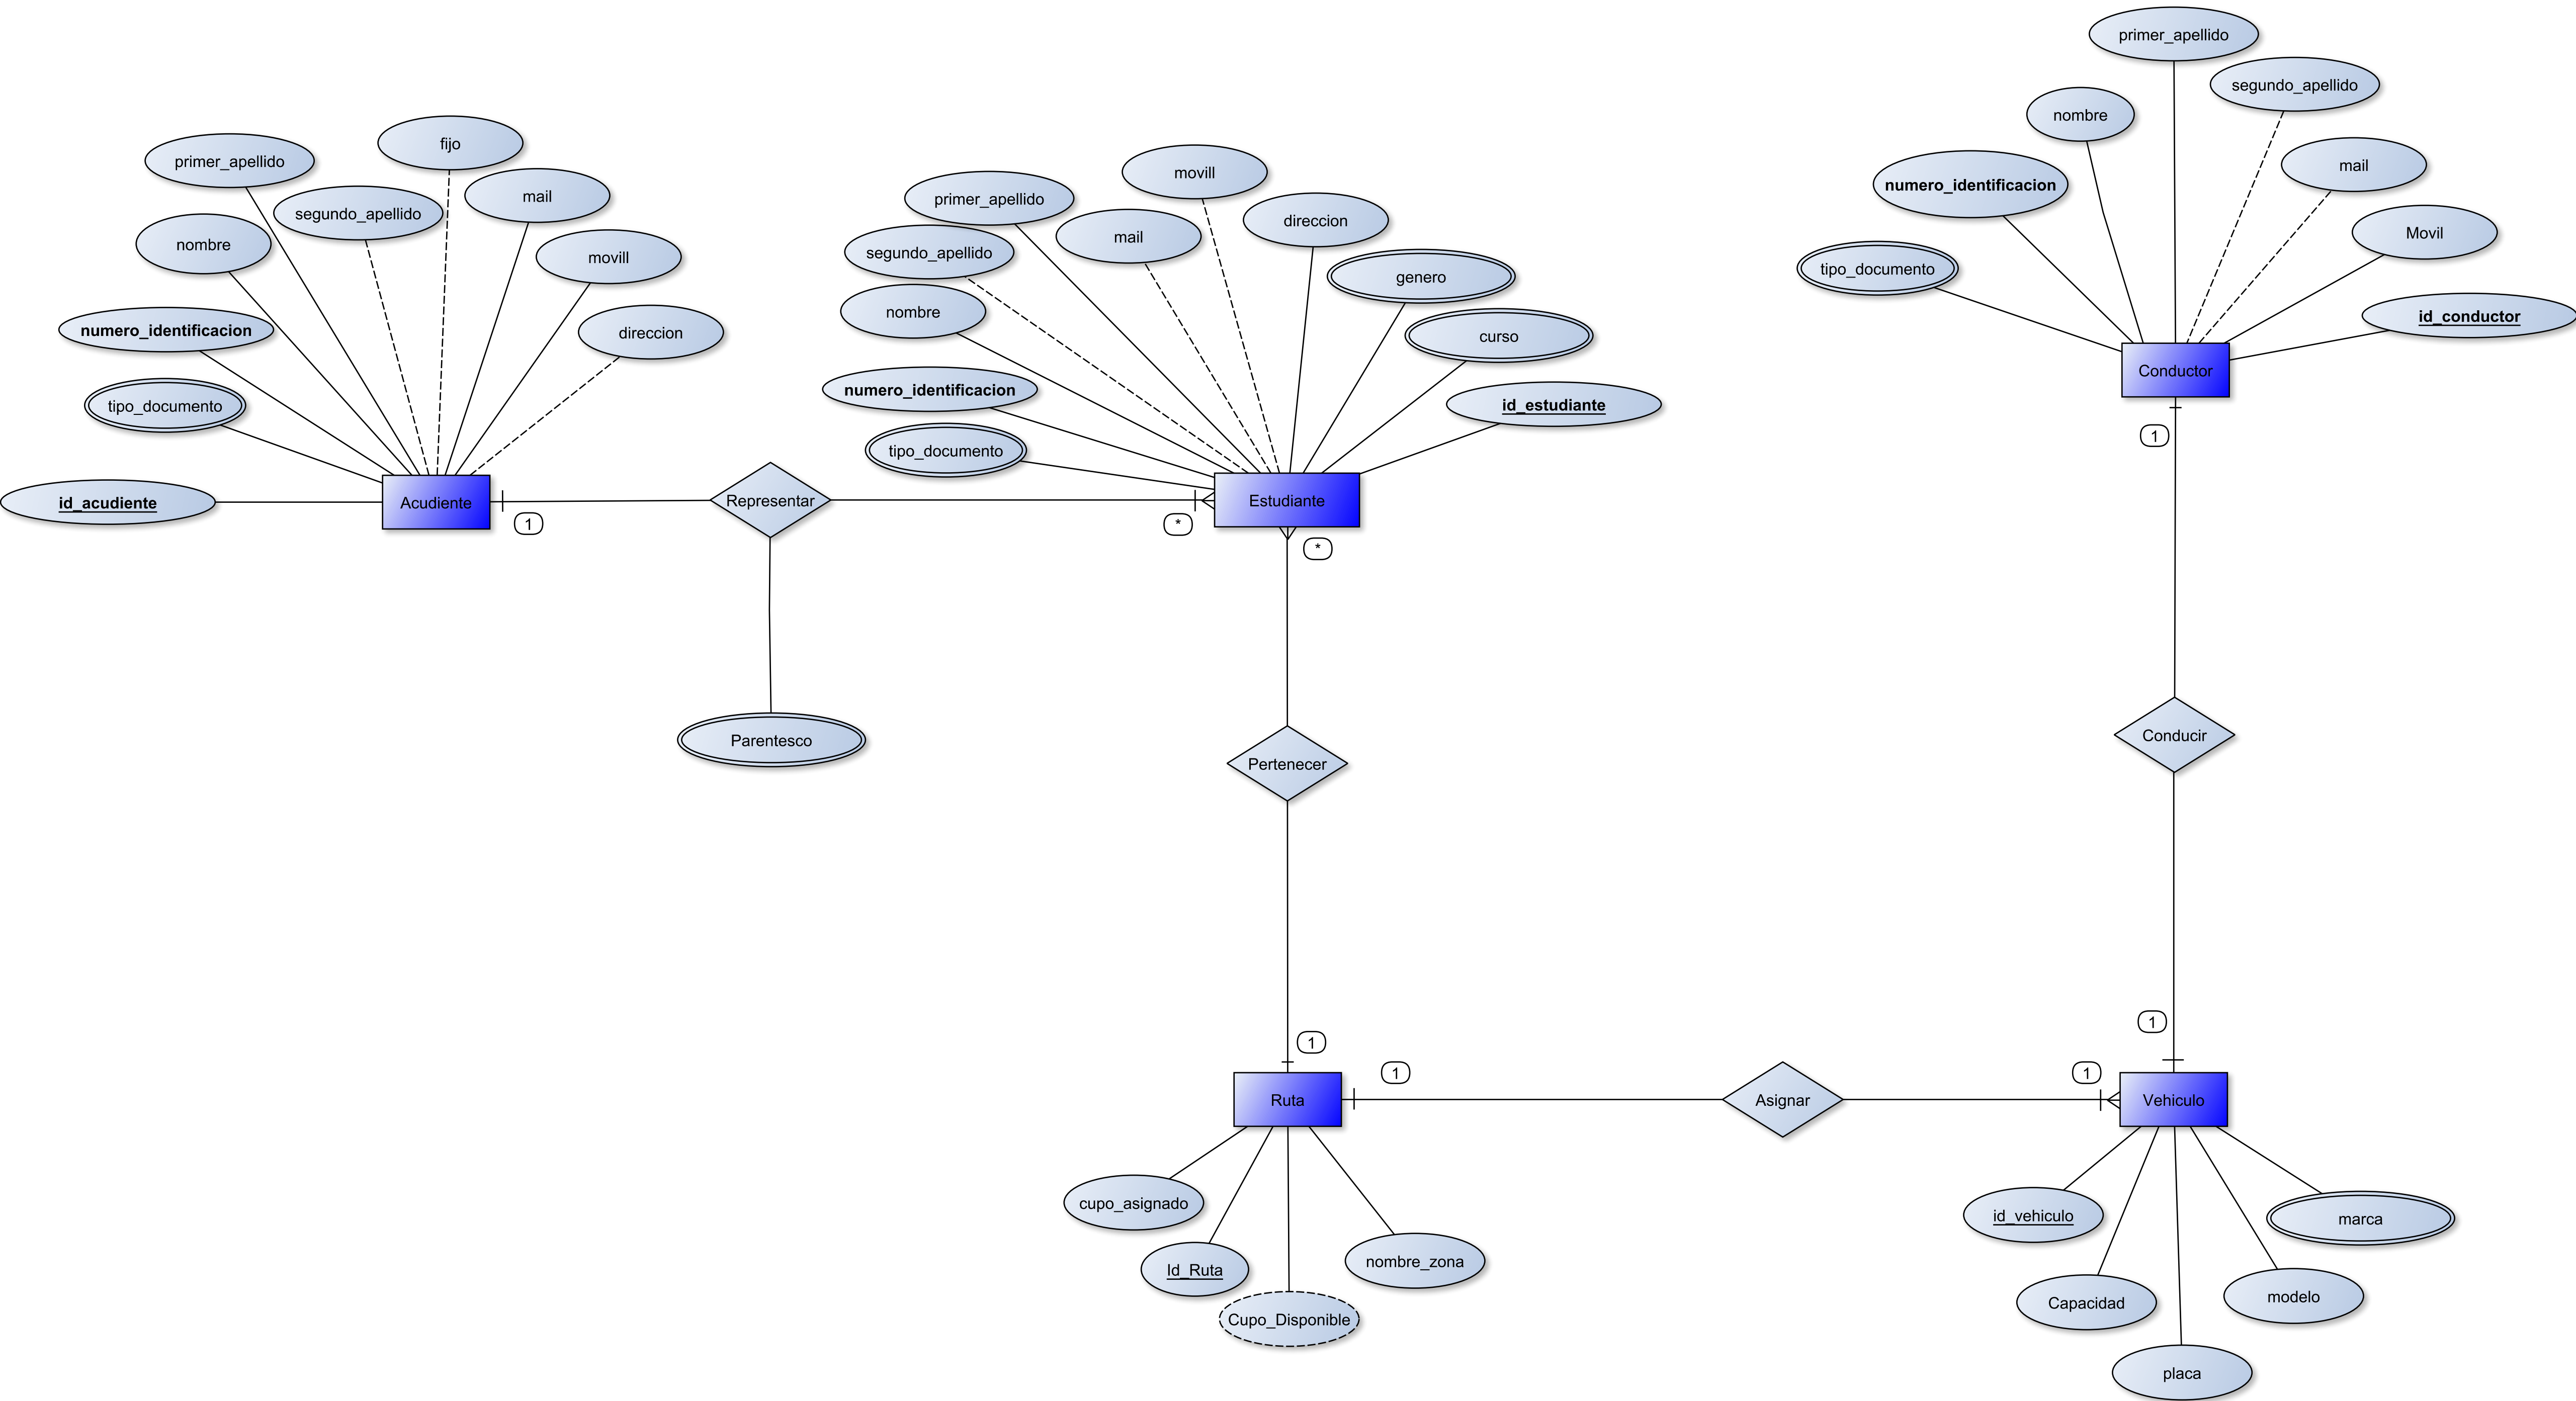 primer_apellido
segundo_apellido
nombre
mail
numero_identificacion
Movil
tipo_documento
id_conductor
Conductor
1
fijo
primer_apellido
mail
segundo_apellido
nombre
movill
numero_identificacion
direccion
tipo_documento
id_acudiente
Acudiente
1
Representar
Parentesco
movill
primer_apellido
direccion
mail
segundo_apellido
genero
nombre
curso
numero_identificacion
id_estudiante
tipo_documento
Estudiante
*
*
Pertenecer
Conducir
1
1
1
1
Ruta
Asignar
Vehiculo
cupo_asignado
Id_Ruta
nombre_zona
Cupo_Disponible
id_vehiculo
marca
Capacidad
modelo
placa